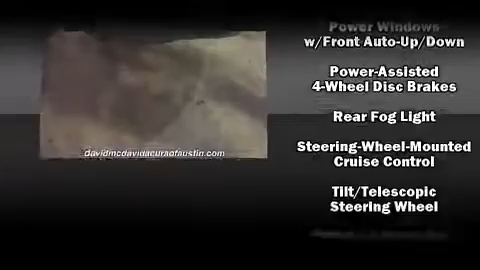 Power Windows
w/Front Auto-Up/Down
Power-Assisted
4-Wheel Disc Brakes
Rear Fog Light
Steering-Wheel-Mounted
Cruise Control
Tilt/Telescopic
Steering Wheel
davidmcdavidacuraofaustin.com